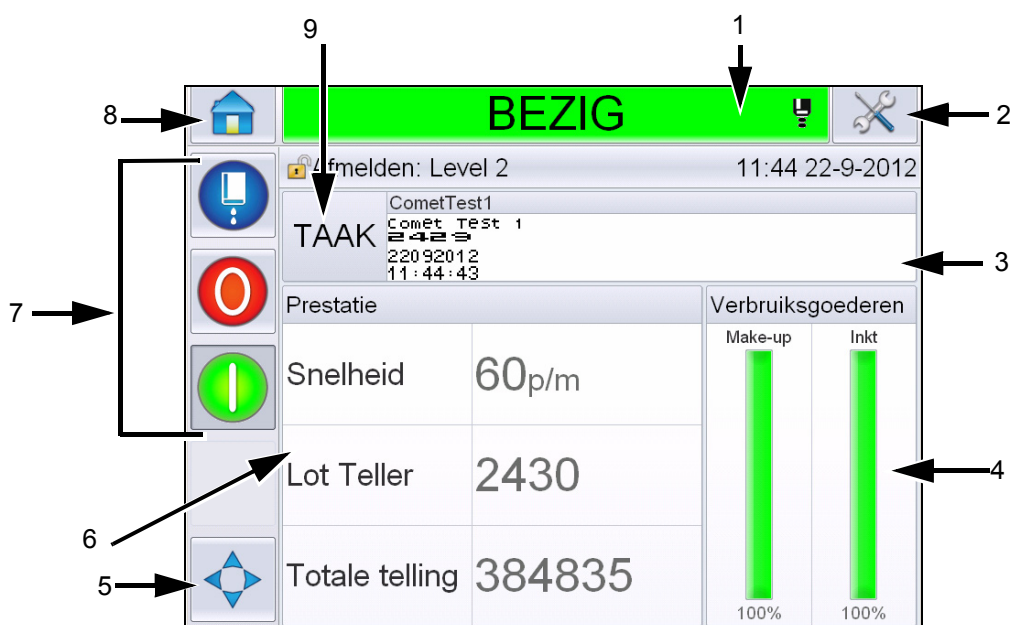 9
1
8
BEZIG
2
Afmelden: Level 2
11:44 22-9-2012
CometTest1
TAAK
Comet Test 1
2429
22092012
11:44:43
3
7
Prestatie
Verbruiksgoederen
Make-up
Inkt
Snelheid
60p/m
Lot Teller
2430
4
6
5
Totale telling
384835
100%
100%